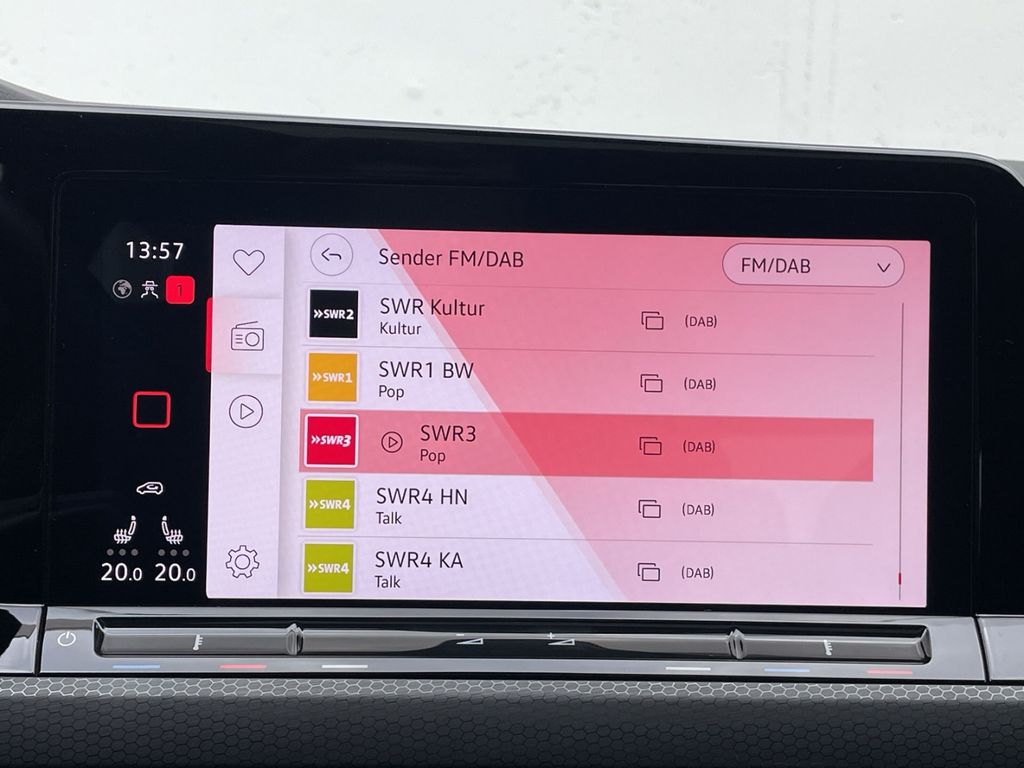 13:57
1
20.0 20.0
Sender FM/DAB
FM/DAB
SWR2
SWR Kultur
Kultur
(DAB)
SWR1
SWR1 BW
Pop
(DAB)
SWR3
SWR3
Pop
(DAB)
SWR4
SWR4 HN
Talk
(DAB)
SWR4
SWR4 KA
Talk
(DAB)